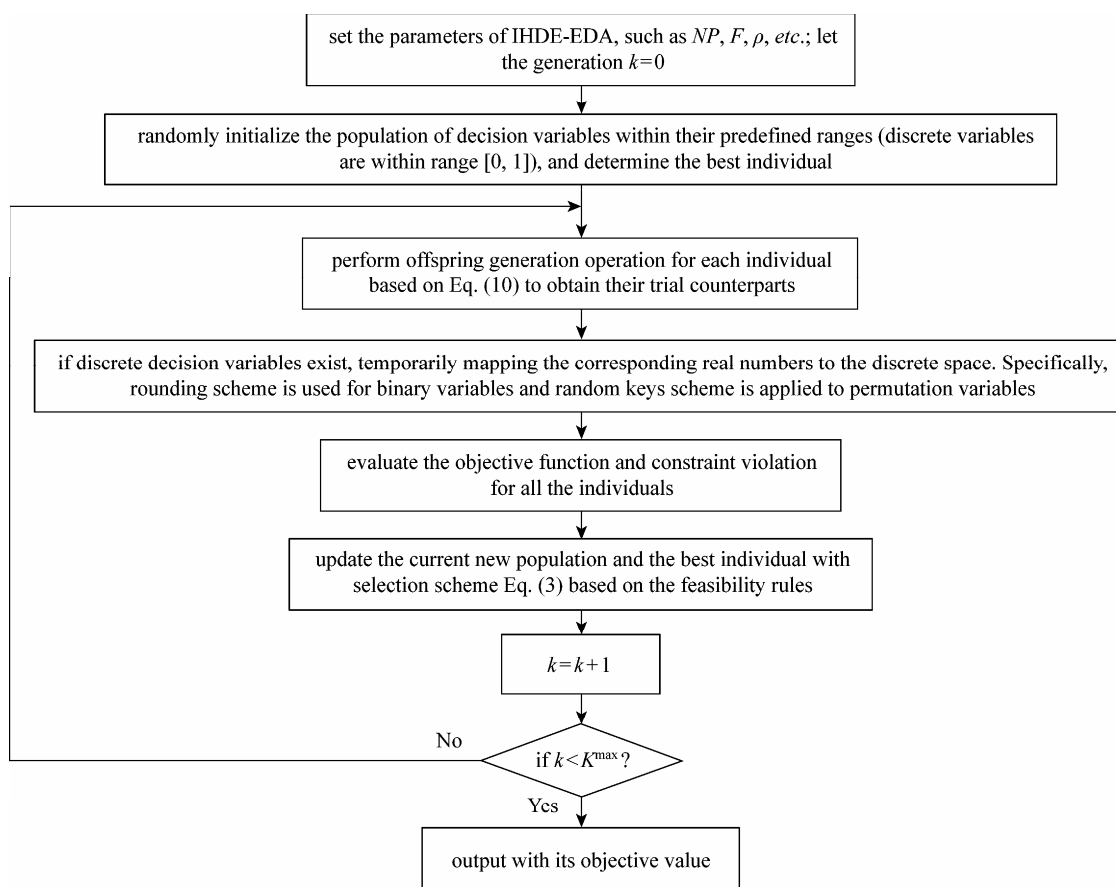 set the parameters of IHDE-EDA, such as NP, F, ρ, etc.; let
the generation k=0
randomly initialize the population of decision variables within their predefined ranges (discrete variables
are within range [0, 1]), and determine the best individual
perform offspring generation operation for each individual
based on Eq. (10) to obtain their trial counterparts
if discrete decision variables exist, temporarily mapping the corresponding real numbers to the discrete space. Specifically,
rounding scheme is used for binary variables and random keys scheme is applied to permutation variables
evaluate the objective function and constraint violation
for all the individuals
update the current new population and the best individual with
selection scheme Eq. (3) based on the feasibility rules
k=k+1
No
if k<K^max?
Yes
output with its objective value